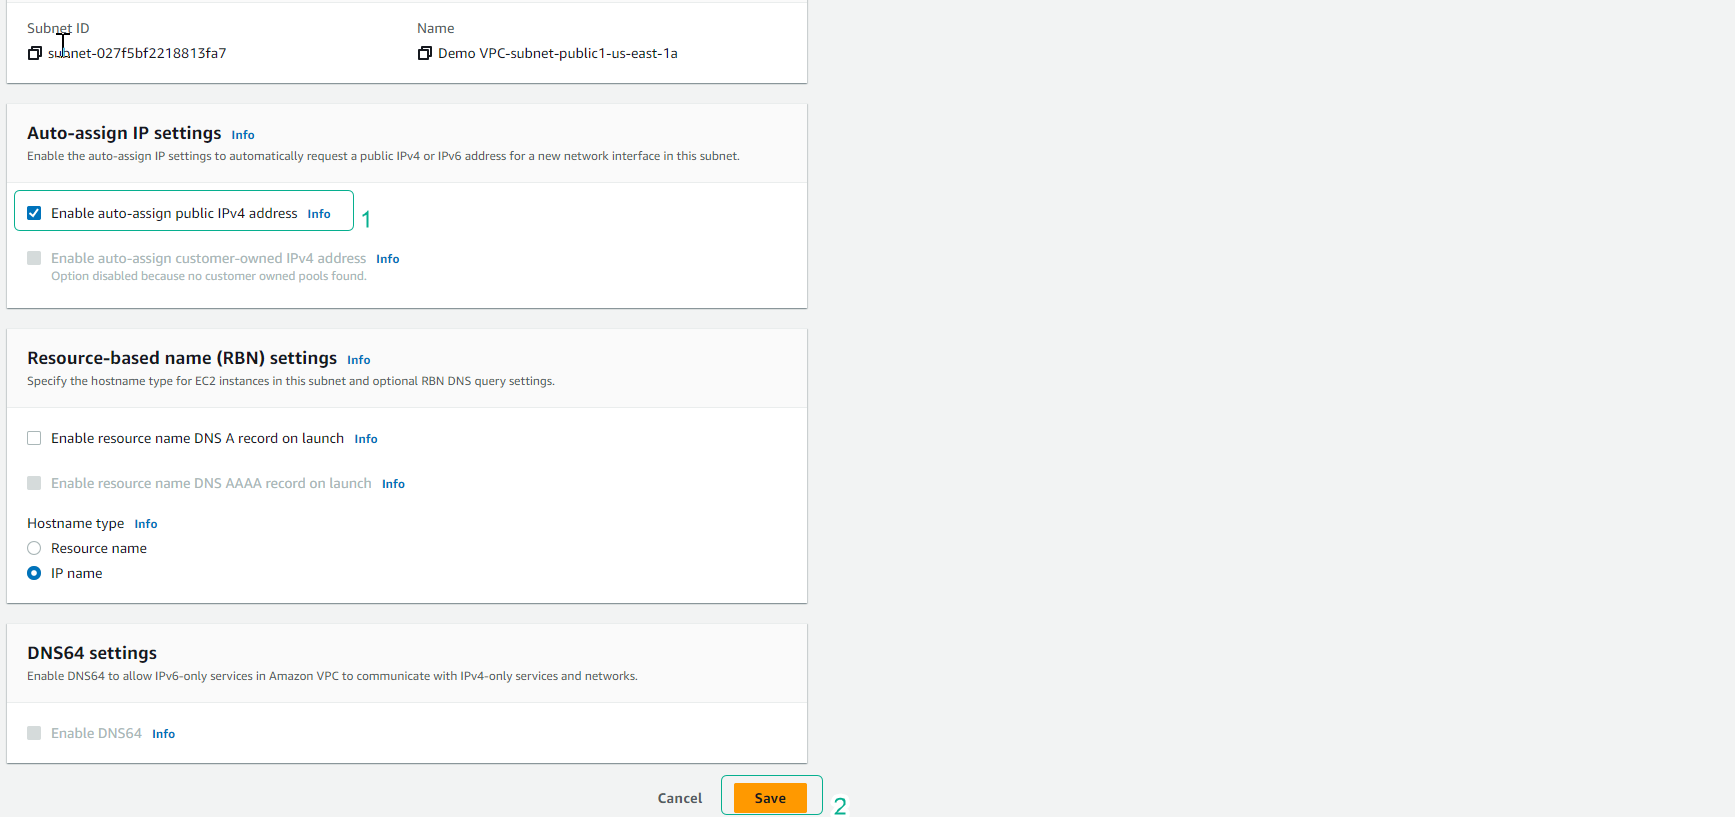 Subnet ID
subnet-027f5bf2218813fa7
Name
Demo VPC-subnet-public1-us-east-1a
Auto-assign IP settings Info
Enable the auto-assign IP settings to automatically request a public IPv4 or IPv6 address for a new network interface in this subnet.
Enable auto-assign public IPv4 address Info
1
Enable auto-assign customer-owned IPv4 address Info
Option disabled because no customer owned pools found.
Resource-based name (RBN) settings Info
Specify the hostname type for EC2 instances in this subnet and optional RBN DNS query settings.
Enable resource name DNS A record on launch Info
Enable resource name DNS AAAA record on launch Info
Hostname type Info
Resource name
IP name
DNS64 settings
Enable DNS64 to allow IPv6-only services in Amazon VPC to communicate with IPv4-only services and networks.
Enable DNS64 Info
Cancel
Save
2